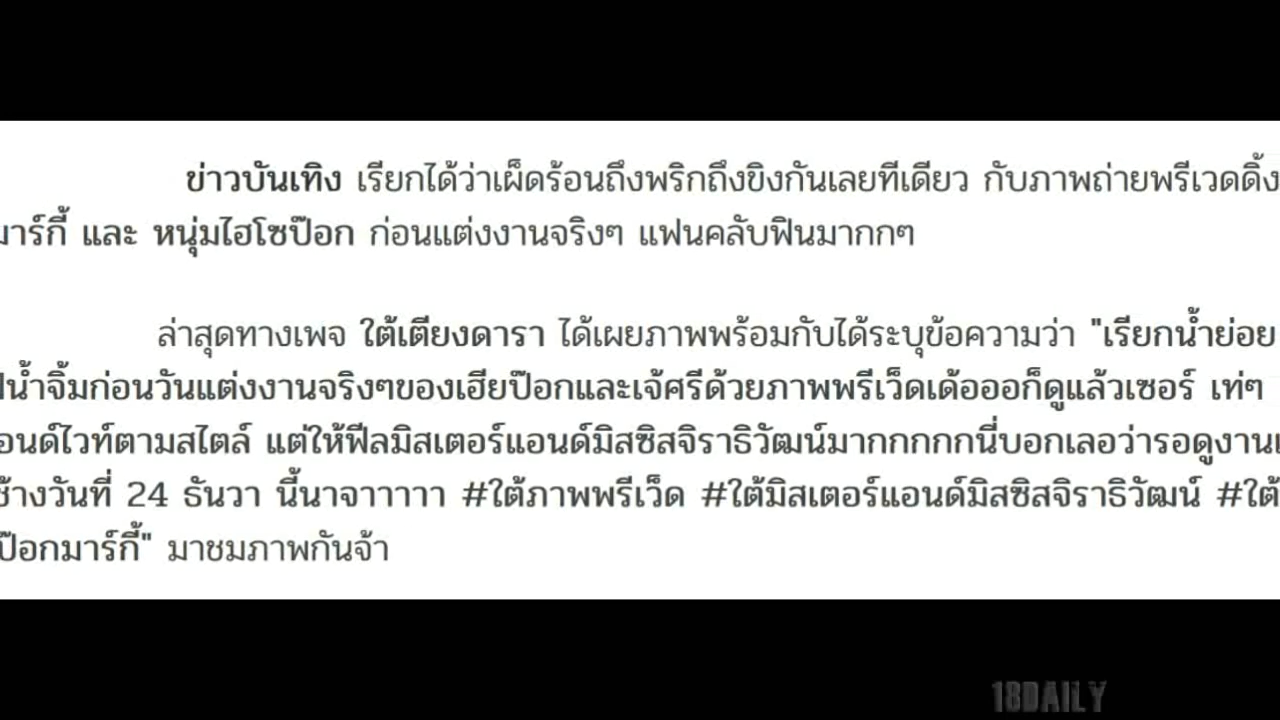 ข่าวบันเทิง เรียกได้ว่าเผ็ดร้อนถึงพริกถึงขิงกันเลยทีเดียว กับภาพถ่ายพรีเวดดิ้ง
มาร์กี้ และ หนุ่มไฮโซป๊อก ก่อนแต่งงานจริงๆ แฟนคลับฟินมากกๆ
ล่าสุดทางเพจ ใต้เตียงดารา ได้เผยภาพพร้อมกับได้ระบุข้อความว่า "เรียกน้ำย่อย
น้ำจิ้มก่อนวันแต่งงานจริงๆของเฮียป๊อกและเจ้ศรีด้วยภาพพรีเว็ดเด้อออก็ดูแล้วเซอร์ เท่ๆ
อนด์ไวท์ตามสไตล์ แต่ให้ฟีลมิสเตอร์แอนด์มิสซิสจิราธิวัฒน์มากกกกกนี่บอกเลอว่ารอดูงาน
ช้างวันที่ 24 ธันวา นี้นาจาาาาา #ใต้ภาพพรีเว็ด #ใต้มิสเตอร์แอนด์มิสซิสจิราธิวัฒน์ #ใต้
ป๊อกมาร์กี้" มาชมภาพกันจ้า
18DAILY